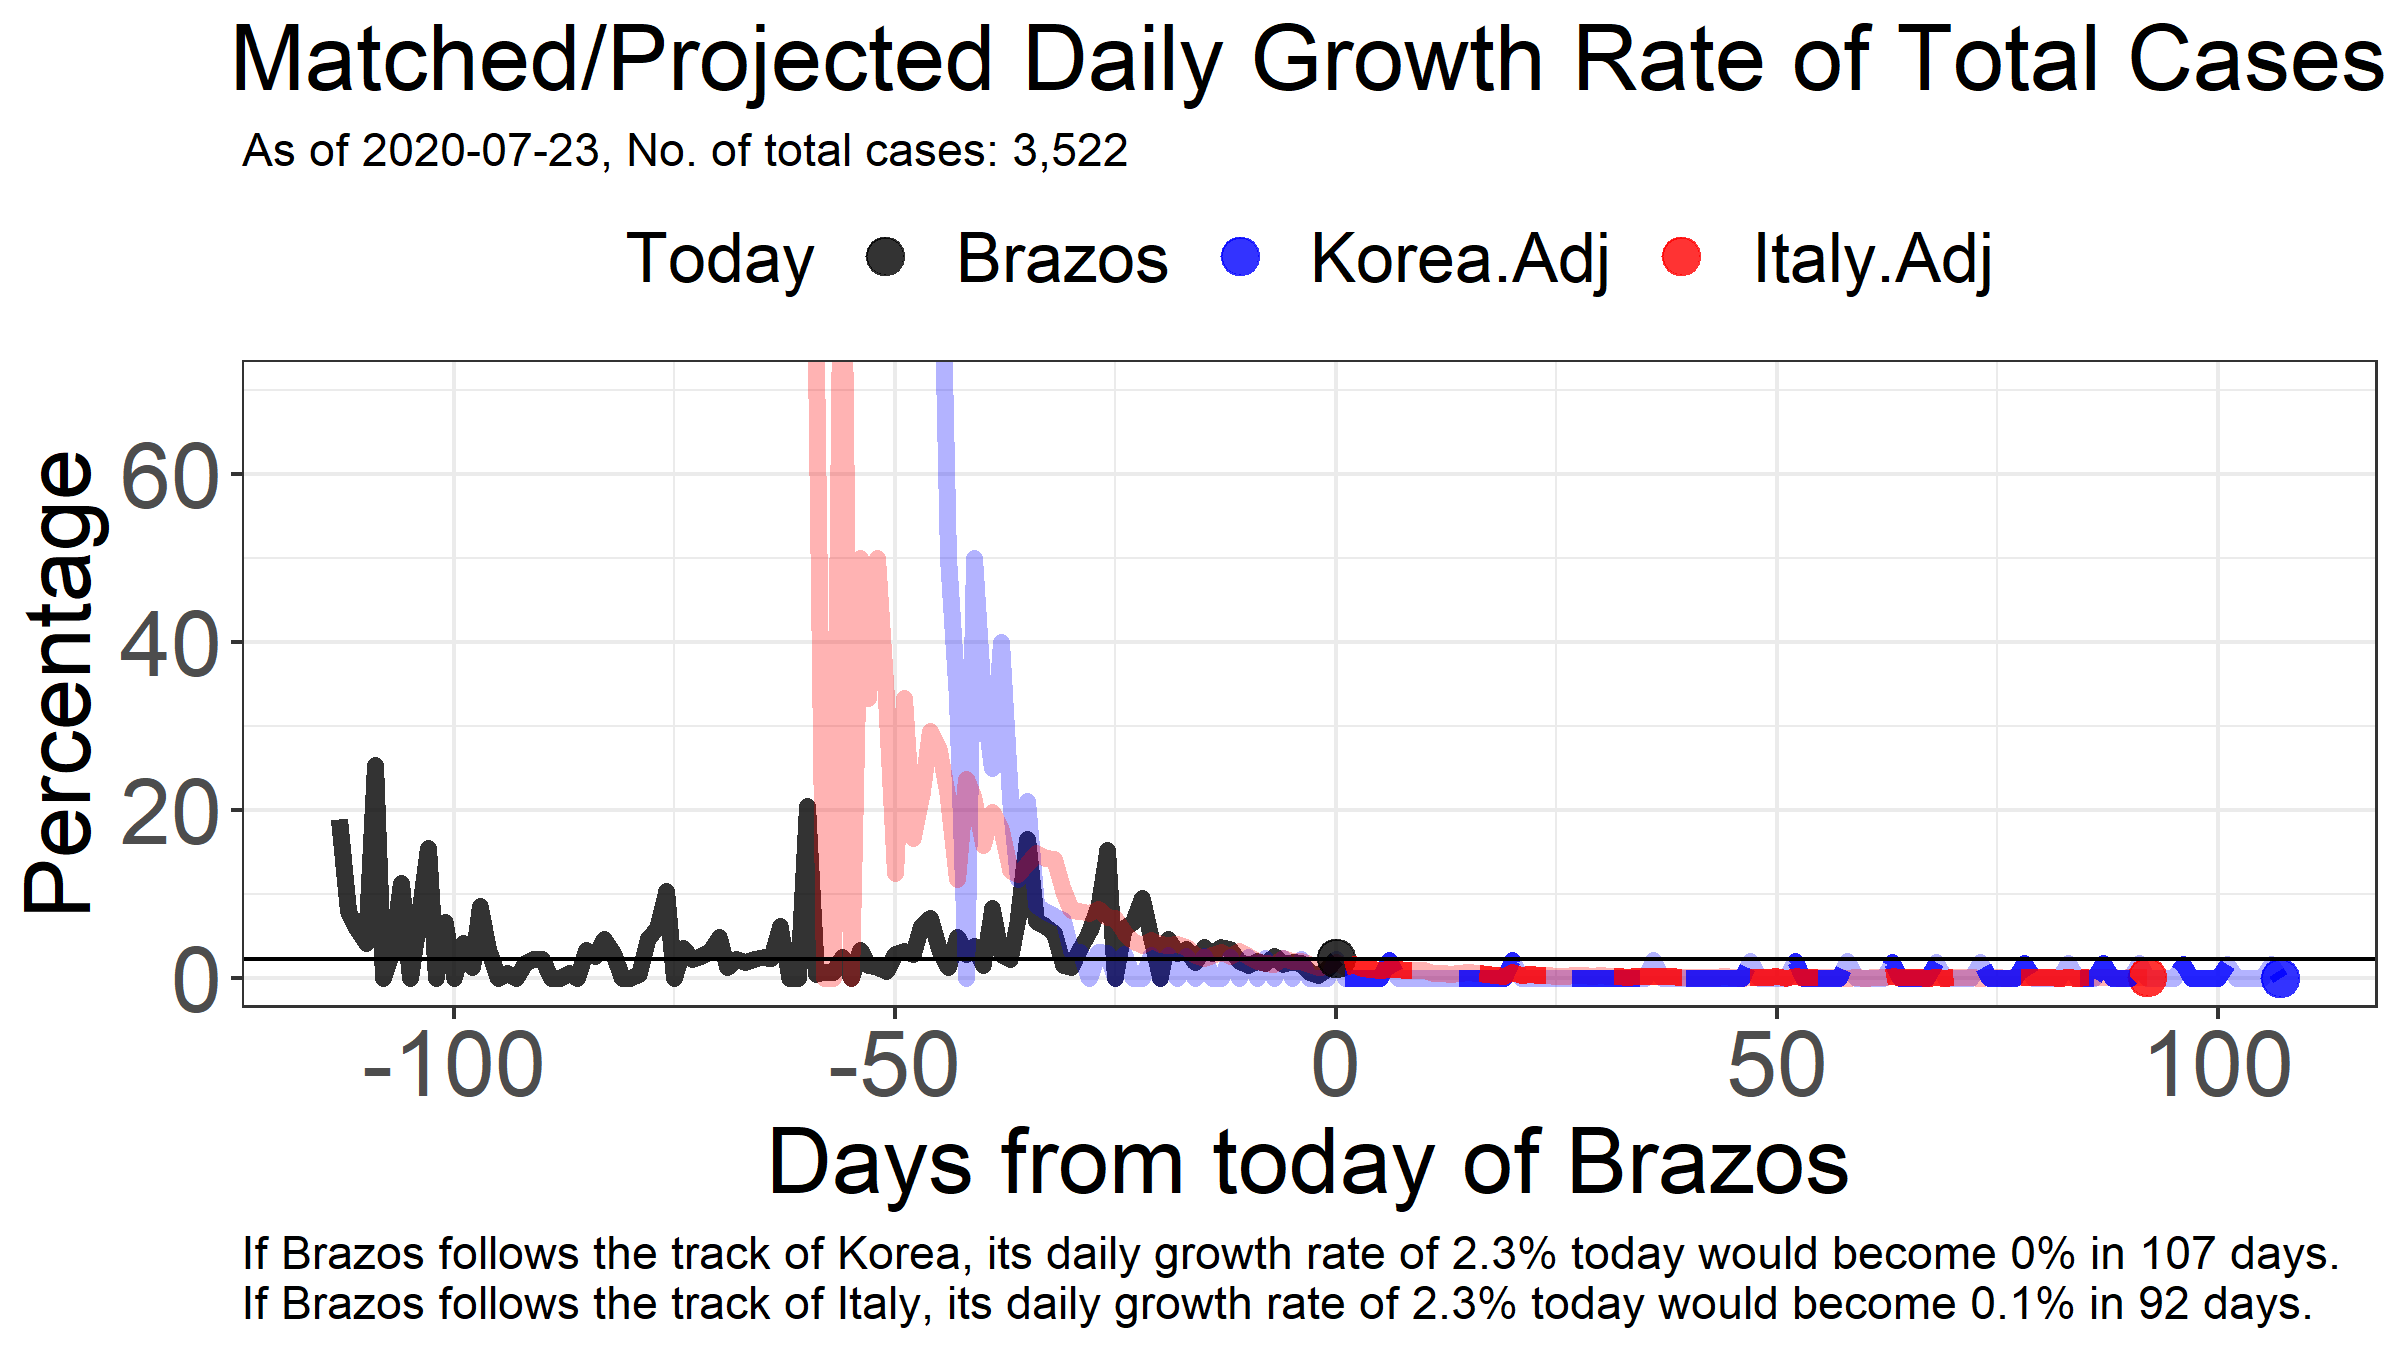 Matched/Projected Daily Growth Rate of Total Cases
As of 2020-07-23, No. of total cases: 3,522
Today Brazos Korea.Adj Italy.Adj
Percentage
60
40
20
0
-100 -50 0 50 100
Days from today of Brazos
If Brazos follows the track of Korea, its daily growth rate of 2.3% today would become 0% in 107 days.
If Brazos follows the track of Italy, its daily growth rate of 2.3% today would become 0.1% in 92 days.